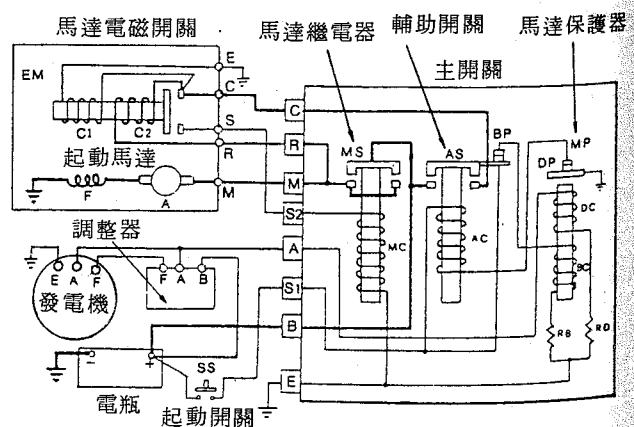 馬達電磁開關
馬達繼電器
輔助開關
馬達保護器
主開關
EM
E
C
S
R
M
C1
C2
起動馬達
F
A
C
R
M
S2
A
S1
B
E
MS
MC
AS
AC
BP
MP
DP
DC
BC
RB
RD
調整器
F A B
E A F
發電機
- +
電瓶
SS
起動開關